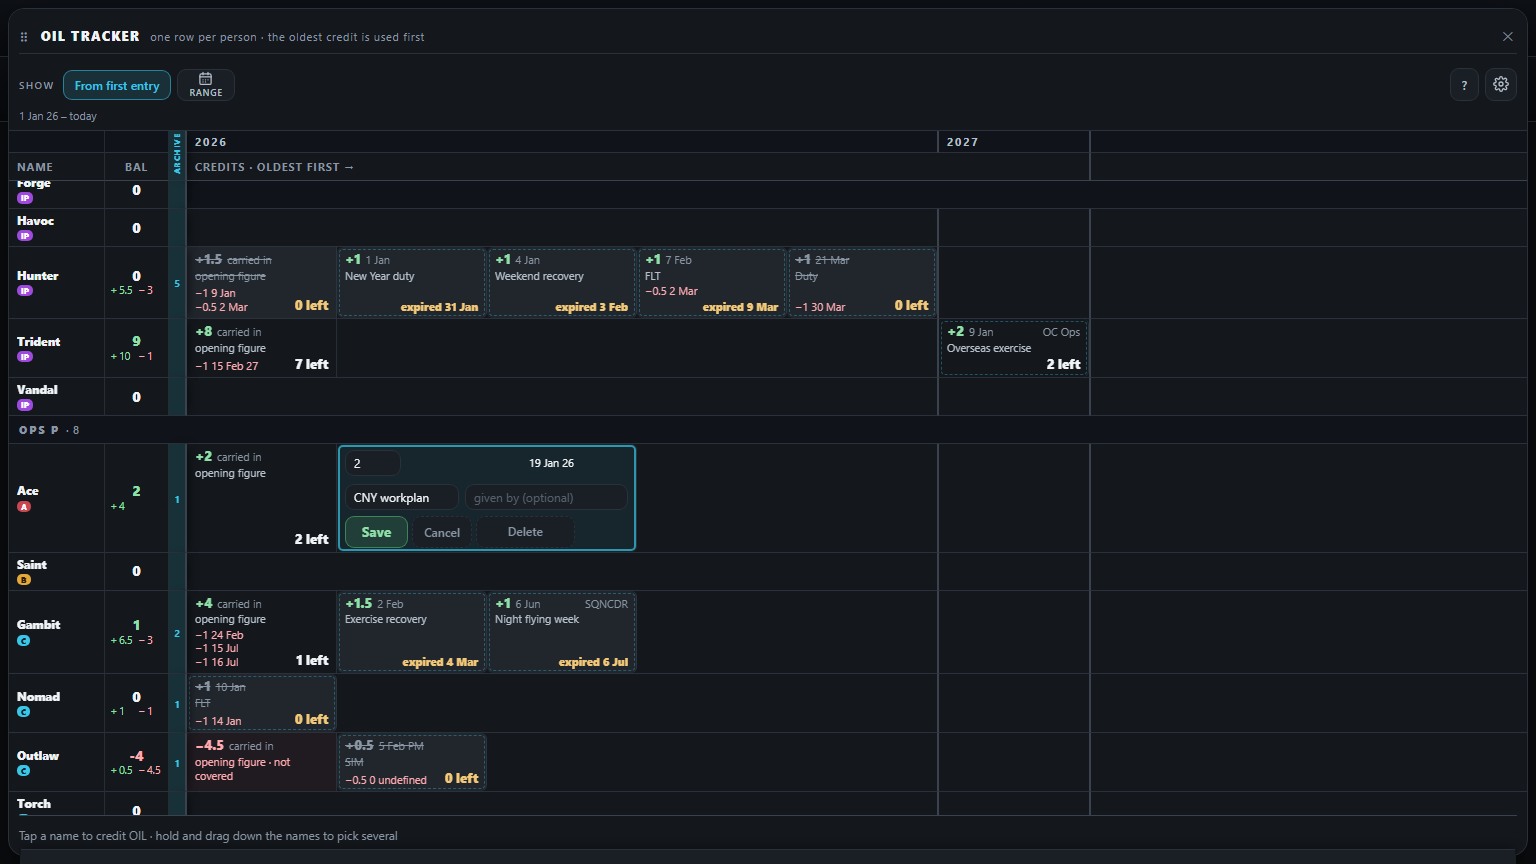 OIL TRACKER one row per person · the oldest credit is used first
SHOW From first entry RANGE ?
1 Jan 26 – today
ARCHIVE 2026 2027
NAME BAL CREDITS · OLDEST FIRST →
Forge 0
IP
Havoc 0
IP
Hunter 0
IP +5.5 −3 5
+1.5 carried in
opening figure
−1 9 Jan
−0.5 2 Mar 0 left
+1 1 Jan
New Year duty
expired 31 Jan
+1 4 Jan
Weekend recovery
expired 3 Feb
+1 7 Feb
FLT
−0.5 2 Mar
expired 9 Mar
+1 21 Mar
Duty
−1 30 Mar 0 left
Trident 9
IP +10 −1
+8 carried in
opening figure
−1 15 Feb 27 7 left
+2 9 Jan OC Ops
Overseas exercise
2 left
Vandal 0
IP
OPS P · 8
Ace 2
A +4 1
+2 carried in
opening figure
2 left
2 19 Jan 26
CNY workplan given by (optional)
Save Cancel Delete
Saint 0
B
Gambit 1
C +6.5 −3 2
+4 carried in
opening figure
−1 24 Feb
−1 15 Jul
−1 16 Jul 1 left
+1.5 2 Feb
Exercise recovery
expired 4 Mar
+1 6 Jun SQNCDR
Night flying week
expired 6 Jul
Nomad 0
C +1 −1 1
+1 10 Jan
FLT
−1 14 Jan 0 left
Outlaw -4
C +0.5 −4.5 1
−4.5 carried in
opening figure · not
covered
+0.5 5 Feb PM
SIM
−0.5 0 undefined 0 left
Torch 0
Tap a name to credit OIL · hold and drag down the names to pick several